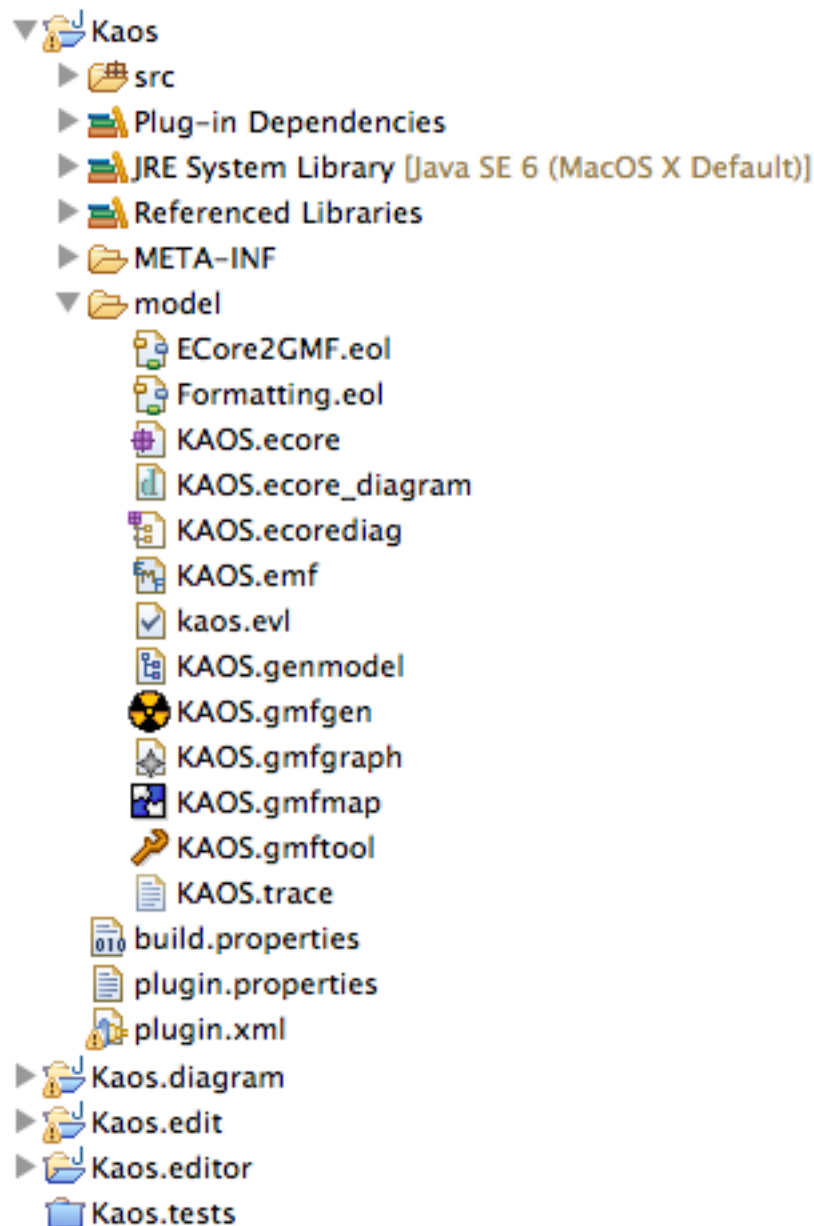 Kaos
src
Plug-in Dependencies
JRE System Library [Java SE 6 (MacOS X Default)]
Referenced Libraries
META-INF
model
ECore2GMF.eol
Formatting.eol
KAOS.ecore
KAOS.ecore_diagram
KAOS.ecorediag
KAOS.emf
kaos.evl
KAOS.genmodel
KAOS.gmfgen
KAOS.gmfgraph
KAOS.gmfmap
KAOS.gmftool
KAOS.trace
build.properties
plugin.properties
plugin.xml
Kaos.diagram
Kaos.edit
Kaos.editor
Kaos.tests